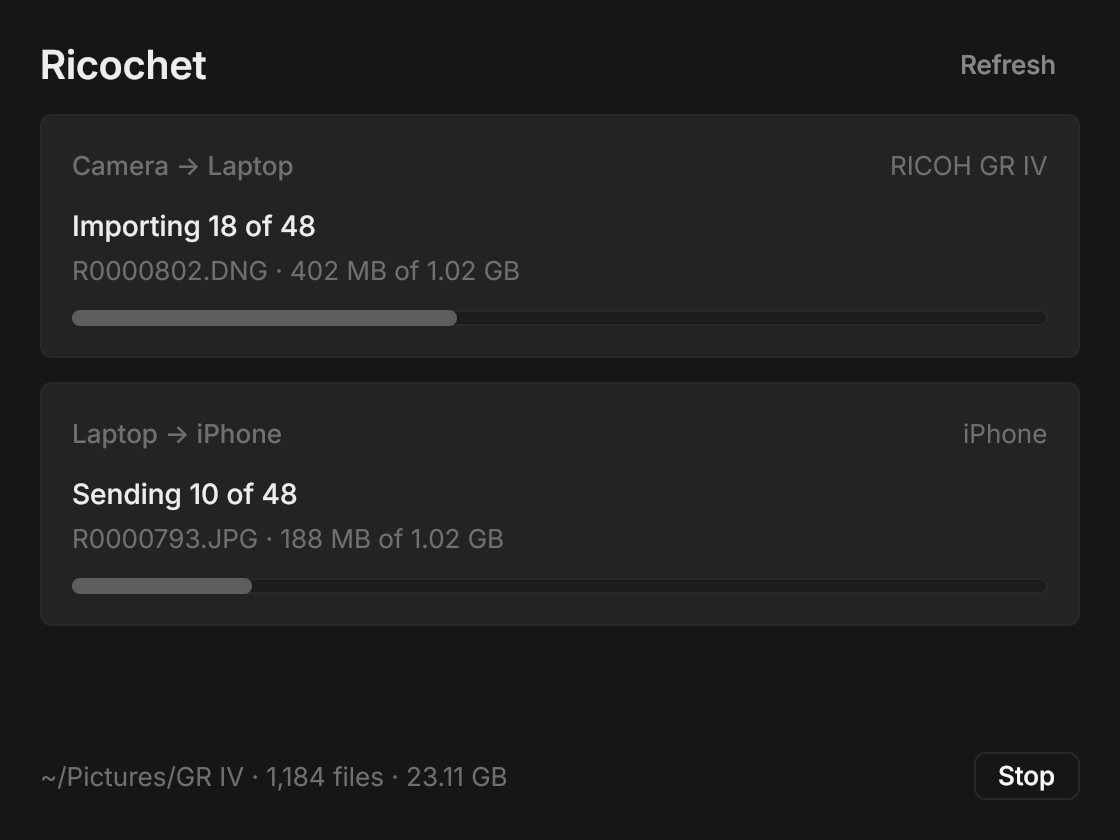 Ricochet
Refresh
Camera → Laptop
RICOH GR IV
Importing 18 of 48
R0000802.DNG · 402 MB of 1.02 GB
Laptop → iPhone
iPhone
Sending 10 of 48
R0000793.JPG · 188 MB of 1.02 GB
~/Pictures/GR IV · 1,184 files · 23.11 GB
Stop